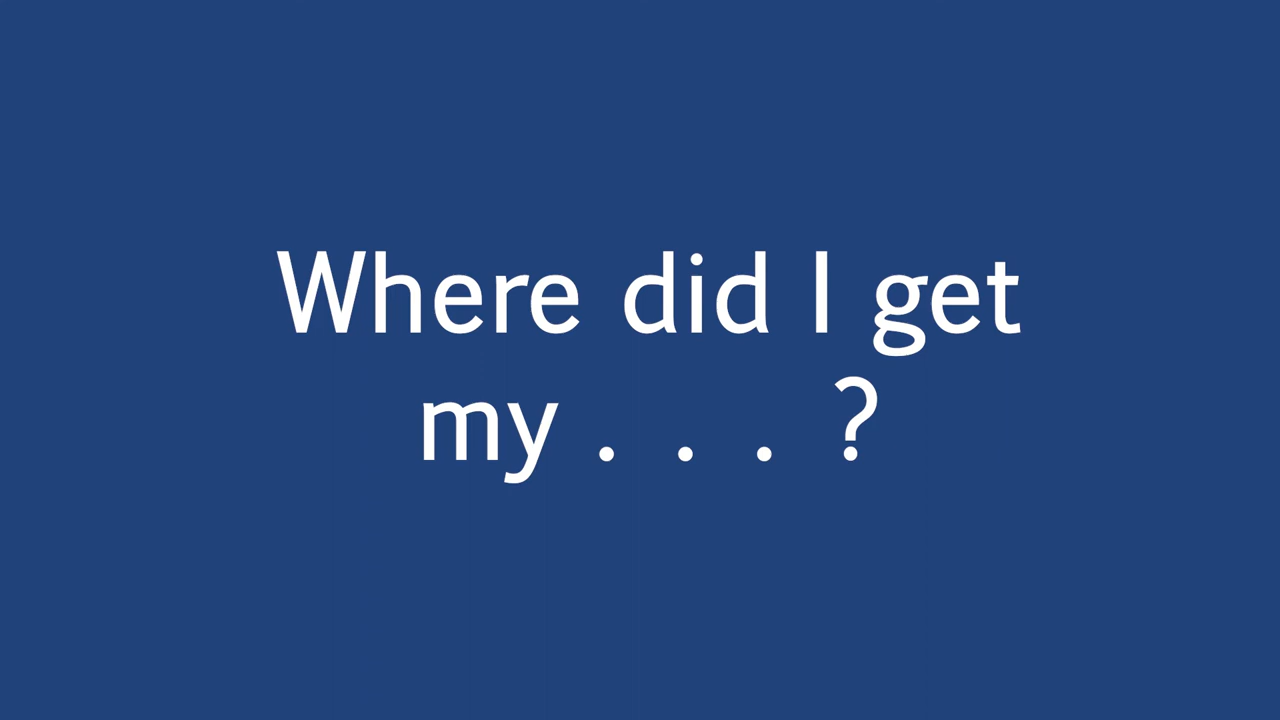 Where did I get
my . . . ?